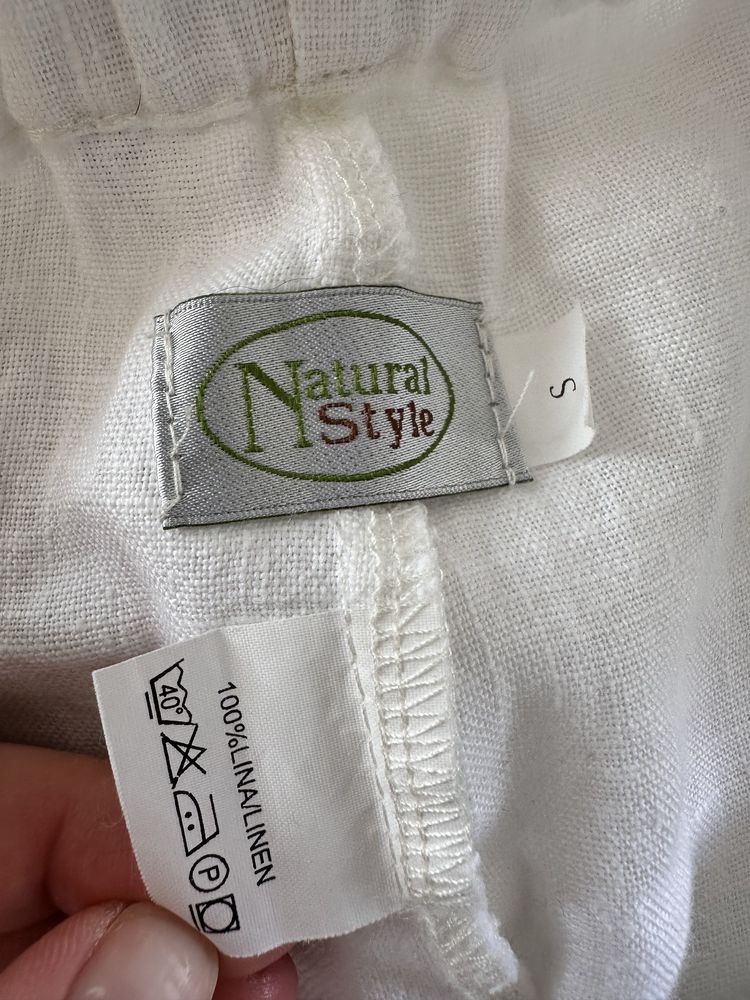 Natural
Style
S
100%LINA/LINEN
40°
P